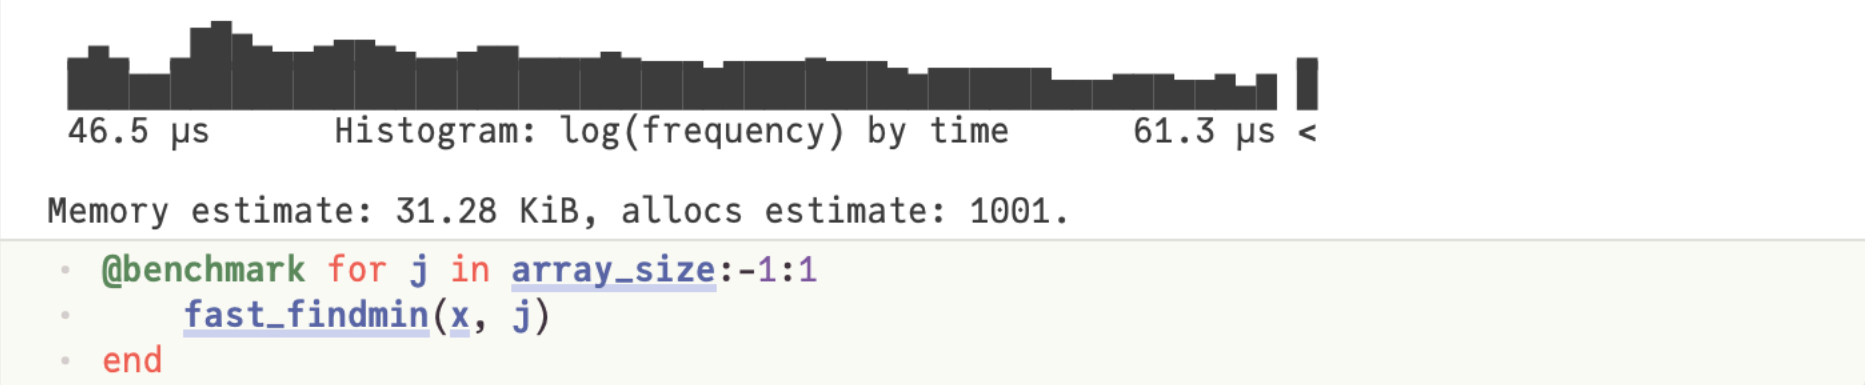 46.5 μs Histogram: log(frequency) by time 61.3 μs <
Memory estimate: 31.28 KiB, allocs estimate: 1001.
@benchmark for j in array_size:-1:1
fast_findmin(x, j)
end